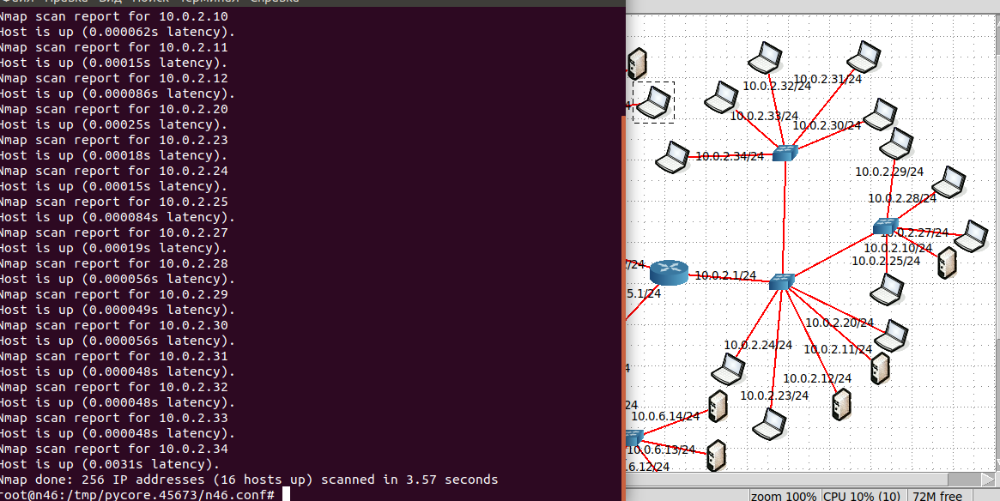 Файл Правка Вид Поиск Терминал Справка
Nmap scan report for 10.0.2.10
Host is up (0.000062s latency).
Nmap scan report for 10.0.2.11
Host is up (0.00015s latency).
Nmap scan report for 10.0.2.12
Host is up (0.000086s latency).
Nmap scan report for 10.0.2.20
Host is up (0.00025s latency).
Nmap scan report for 10.0.2.23
Host is up (0.00018s latency).
Nmap scan report for 10.0.2.24
Host is up (0.00015s latency).
Nmap scan report for 10.0.2.25
Host is up (0.000084s latency).
Nmap scan report for 10.0.2.27
Host is up (0.00019s latency).
Nmap scan report for 10.0.2.28
Host is up (0.000056s latency).
Nmap scan report for 10.0.2.29
Host is up (0.000049s latency).
Nmap scan report for 10.0.2.30
Host is up (0.000056s latency).
Nmap scan report for 10.0.2.31
Host is up (0.000048s latency).
Nmap scan report for 10.0.2.32
Host is up (0.000048s latency).
Nmap scan report for 10.0.2.33
Host is up (0.000048s latency).
Nmap scan report for 10.0.2.34
Host is up (0.0031s latency).
Nmap done: 256 IP addresses (16 hosts up) scanned in 3.57 seconds
root@n46:/tmp/pycore.45673/n46.conf#
10.0.2.31/24
10.0.2.32/24
4
10.0.2.33/24
10.0.2.30/24
10.0.2.34/24
10.0.2.29/24
10.0.2.28/24
10.0.2.27/24
10.0.2.10/24
10.0.2.25/24
/24
10.0.2.1/24
5.1/24
10.0.2.20/24
10.0.2.24/24
10.0.2.11/24
4
10.0.2.12/24
10.0.2.23/24
24
10.0.6.14/24
10.0.6.13/24
.6.12/24
zoom 100%
CPU 10% (10)
72M free